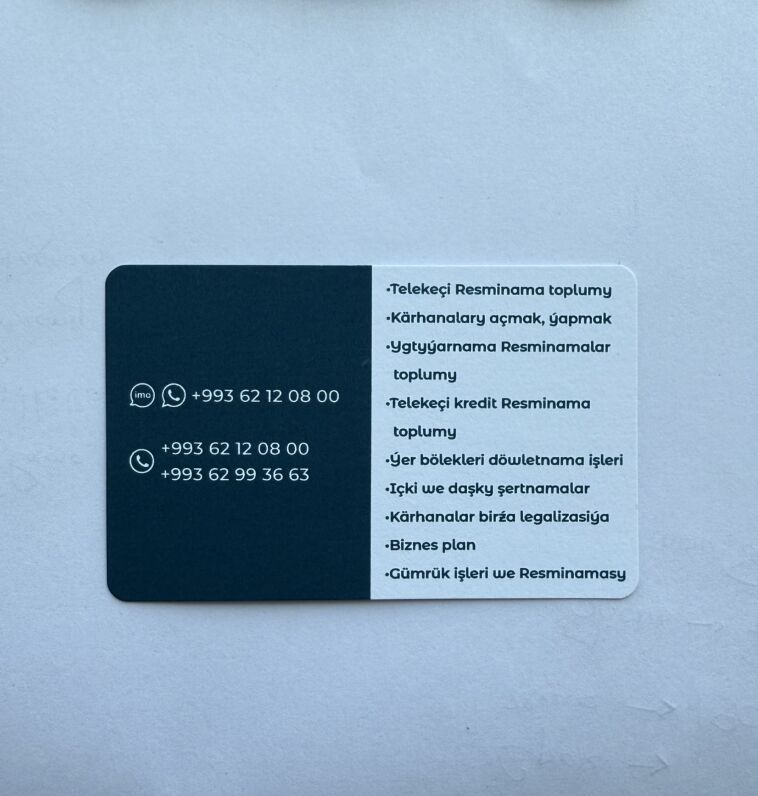 imo +993 62 12 08 00
+993 62 12 08 00
+993 62 99 36 63
•Telekeçi Resminama toplumy
•Kärhanalary açmak, ýapmak
•Ygtyýarnama Resminamalar
toplumy
•Telekeçi kredit Resminama
toplumy
•Ýer bölekleri döwletnama işleri
•Içki we daşky şertnamalar
•Kärhanalar birźa legalizasiýa
•Biznes plan
•Gümrük işleri we Resminamasy